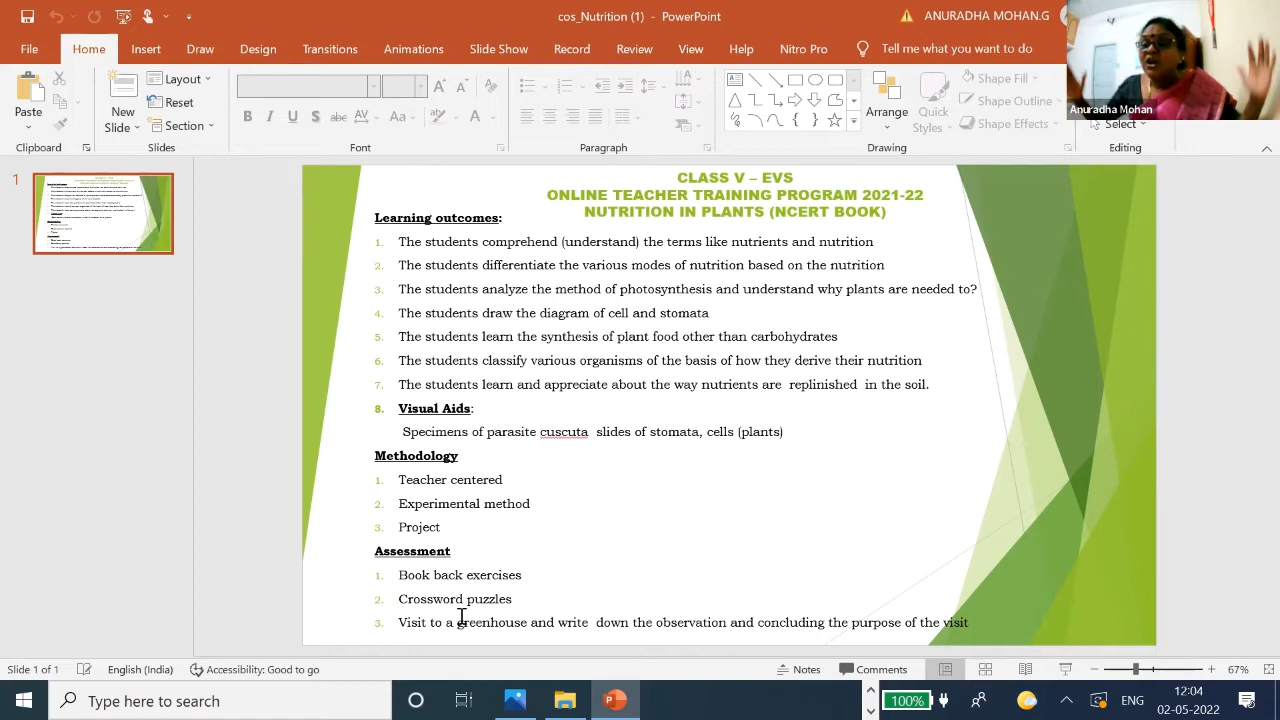 cos_Nutrition (1) - PowerPoint
ANURADHA MOHAN.G
File Home Insert Draw Design Transitions Animations Slide Show Record Review View Help Nitro Pro Tell me what you want to do
Paste
Clipboard
New Slide
Layout
Reset
Section
Slides
B I U S abc AV Aa A
Font
Paragraph
Arrange
Quick Styles
Shape Fill
Shape Outline
Shape Effects
Drawing
Select
Editing
Anuradha Mohan
1
CLASS V – EVS
ONLINE TEACHER TRAINING PROGRAM 2021-22
NUTRITION IN PLANTS (NCERT BOOK)
Learning outcomes:
1. The students comprehend (understand) the terms like nutrients and nutrition
2. The students differentiate the various modes of nutrition based on the nutrition
3. The students analyze the method of photosynthesis and understand why plants are needed to?
4. The students draw the diagram of cell and stomata
5. The students learn the synthesis of plant food other than carbohydrates
6. The students classify various organisms of the basis of how they derive their nutrition
7. The students learn and appreciate about the way nutrients are replinished in the soil.
8. Visual Aids:
Specimens of parasite cuscuta slides of stomata, cells (plants)
Methodology
1. Teacher centered
2. Experimental method
3. Project
Assessment
1. Book back exercises
2. Crossword puzzles
3. Visit to a greenhouse and write down the observation and concluding the purpose of the visit
Slide 1 of 1 English (India) Accessibility: Good to go Notes Comments 67%
Type here to search
100%
ENG
12:04
02-05-2022